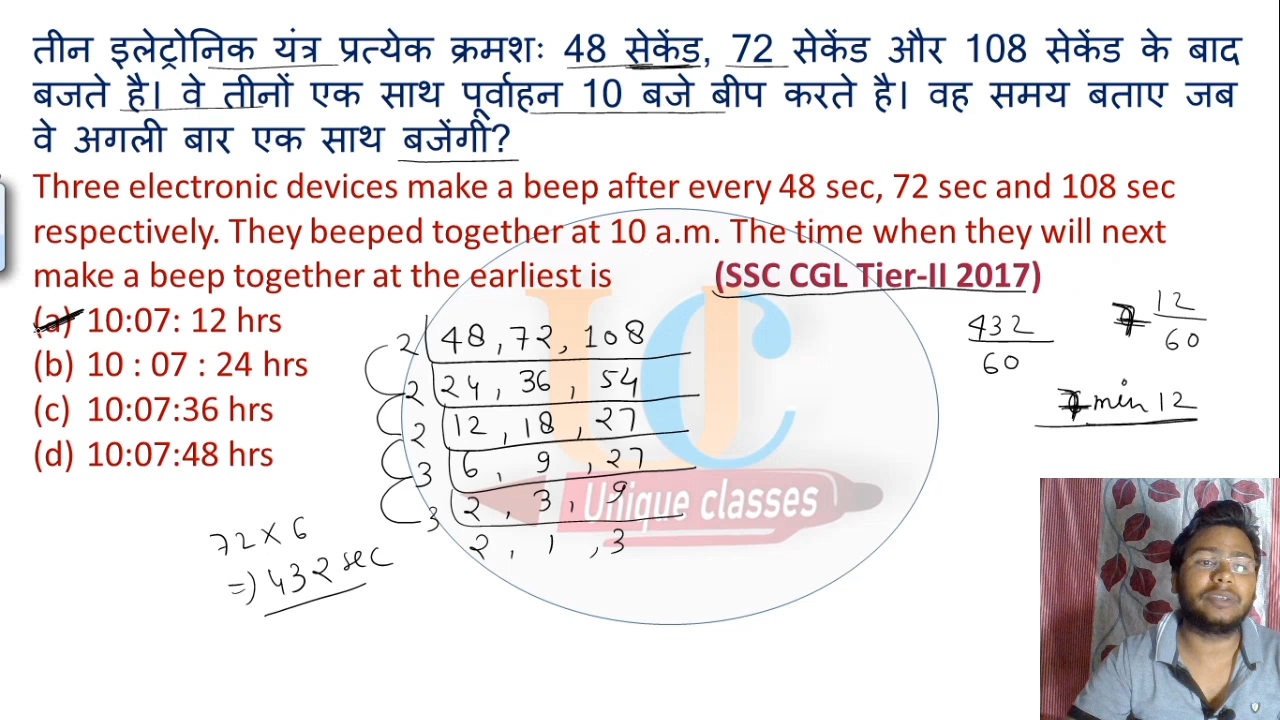 तीन इलेट्रोनिक यंत्र प्रत्येक क्रमशः 48 सेकेंड, 72 सेकेंड और 108 सेकेंड के बाद
बजते है। वे तीनों एक साथ पूर्वाहन 10 बजे बीप करते है। वह समय बताए जब
वे अगली बार एक साथ बजेंगी?
Three electronic devices make a beep after every 48 sec, 72 sec and 108 sec
respectively. They beeped together at 10 a.m. The time when they will next
make a beep together at the earliest is (SSC CGL Tier-II 2017)
(a) 10:07: 12 hrs
(b) 10 : 07 : 24 hrs
(c) 10:07:36 hrs
(d) 10:07:48 hrs
2 48, 72, 108
2 24, 36, 54
2 12, 18, 27
3 6, 9, 27
3 2, 3, 9
2, 1, 3
72 × 6
=) 432 sec
432
60
7 12
60
7 min 12
UC
Unique classes